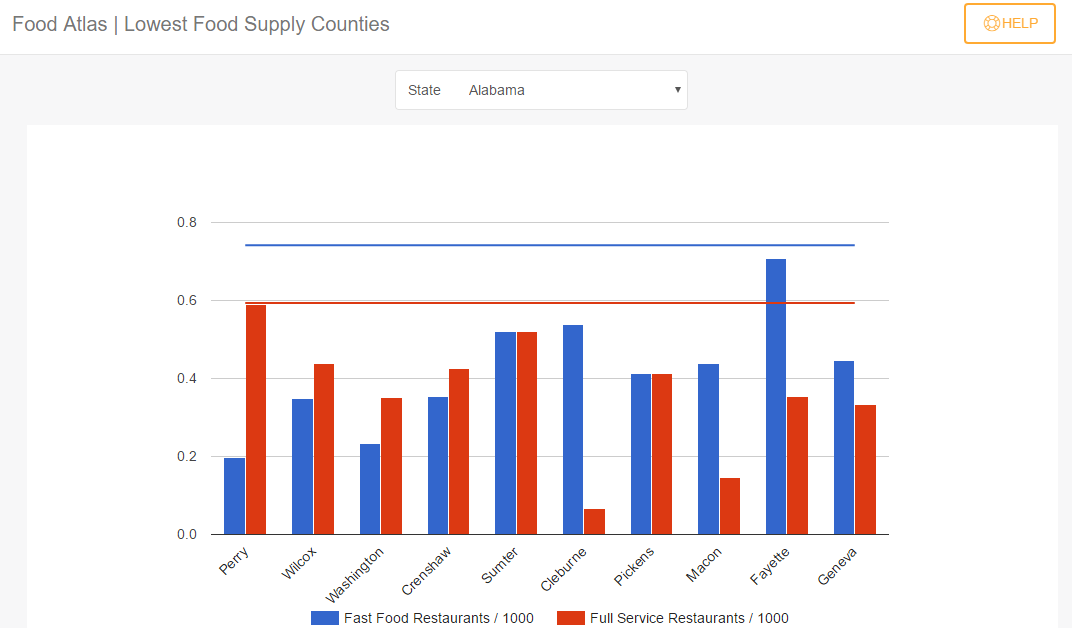 Food Atlas | Lowest Food Supply Counties
HELP
State Alabama
0.8
0.6
0.4
0.2
0.0
Perry Wilcox Washington Crenshaw Sumter Cleburne Pickens Macon Fayette Geneva
Fast Food Restaurants / 1000 Full Service Restaurants / 1000